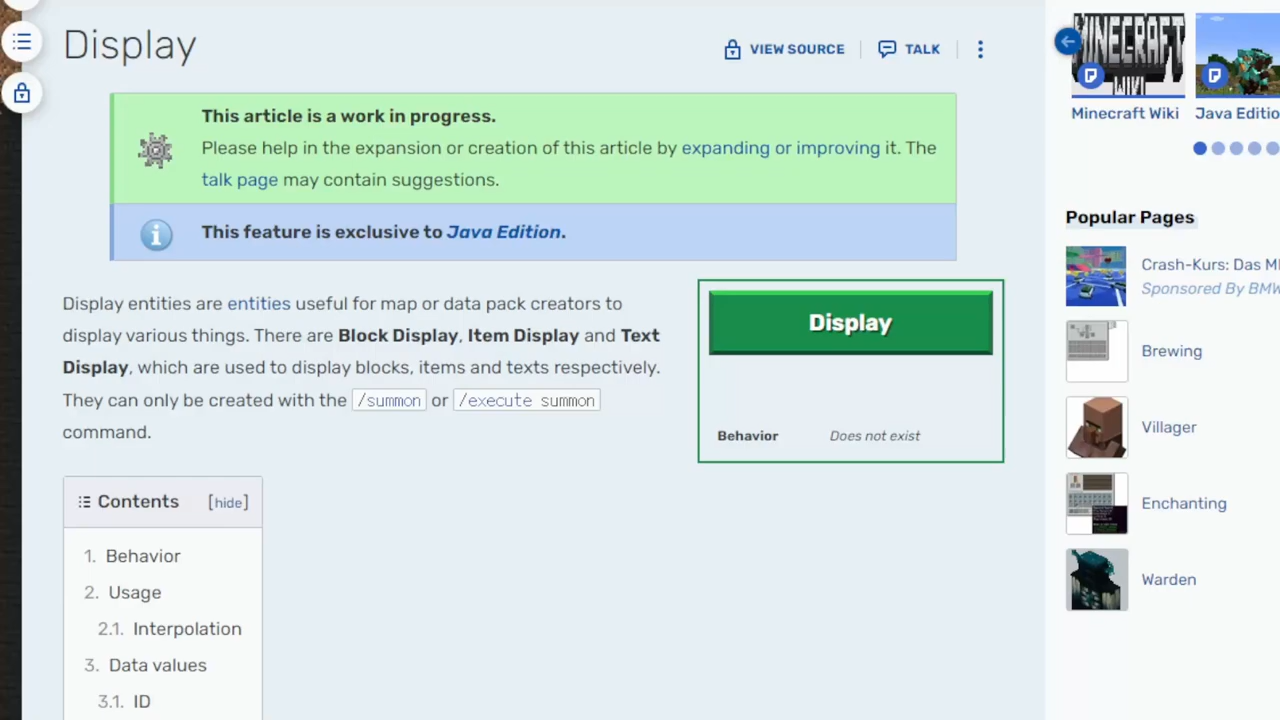 Display
VIEW SOURCE
TALK
This article is a work in progress.
Please help in the expansion or creation of this article by expanding or improving it. The
talk page may contain suggestions.
This feature is exclusive to Java Edition.
Display entities are entities useful for map or data pack creators to
display various things. There are Block Display, Item Display and Text
Display, which are used to display blocks, items and texts respectively.
They can only be created with the /summon or /execute summon
command.
Display
Behavior Does not exist
Contents [hide]
1. Behavior
2. Usage
2.1. Interpolation
3. Data values
3.1. ID
MINECRAFT
WIKI
Minecraft Wiki
Java Editio
Popular Pages
Crash-Kurs: Das M
Sponsored By BMW
Brewing
Villager
Enchanting
Warden